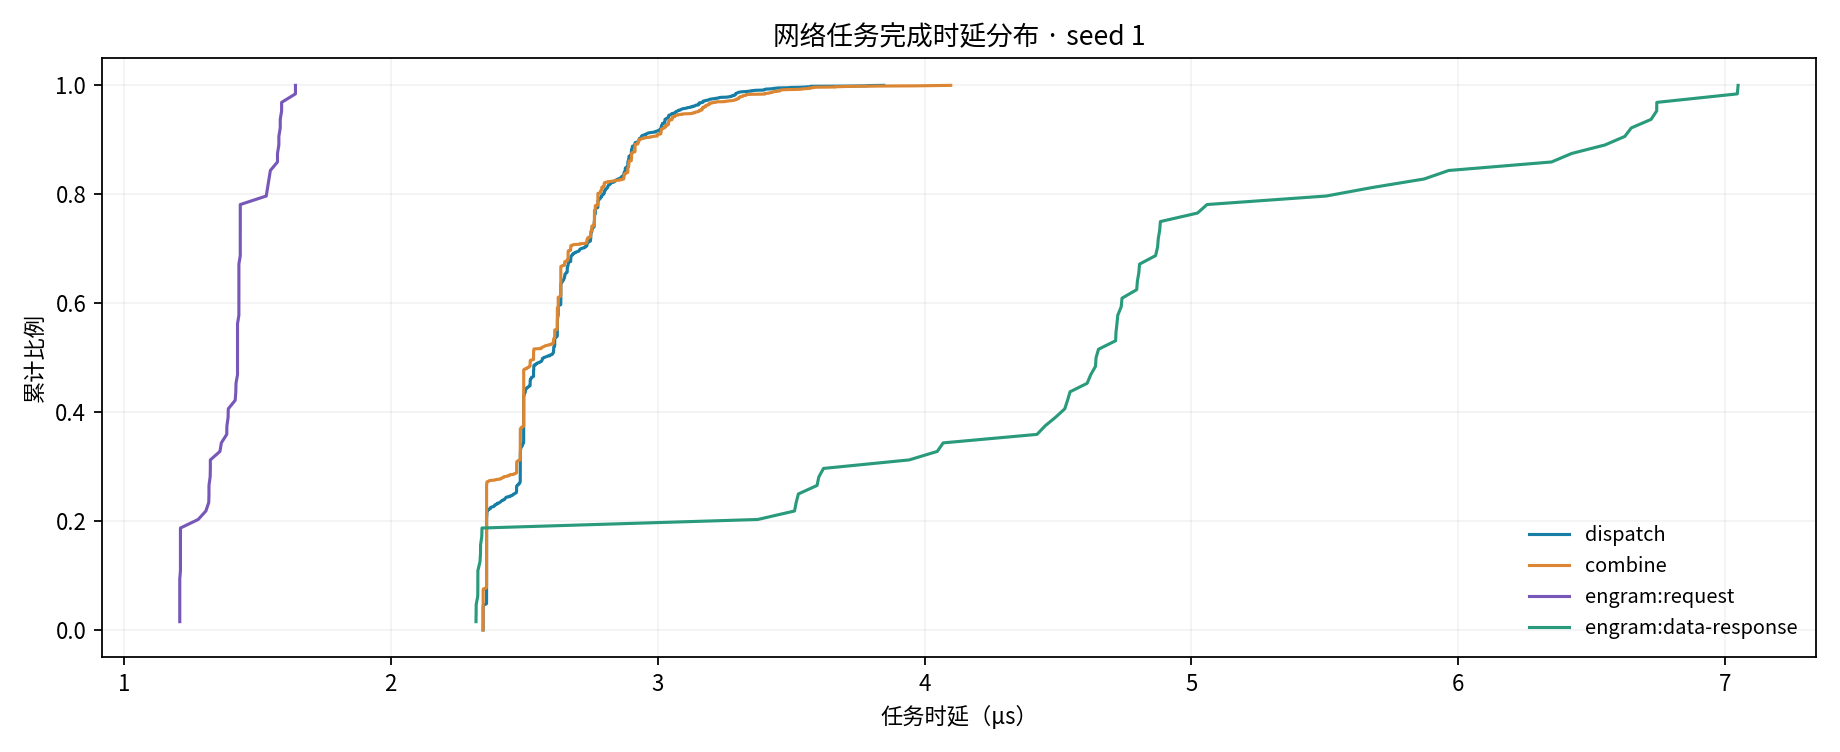 网络任务完成时延分布 · seed 1
累计比例
1.0
0.8
0.6
0.4
0.2
0.0
dispatch
combine
engram:request
engram:data-response
1 2 3 4 5 6 7
任务时延（μs）